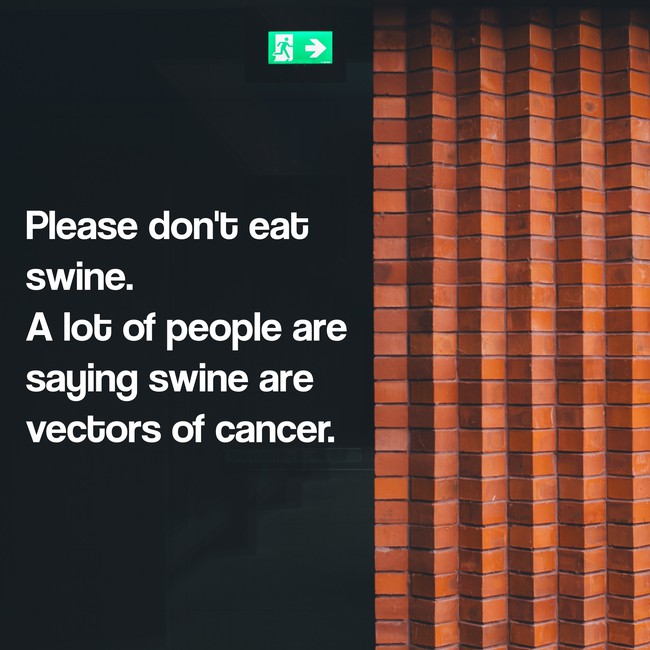 Please don't eat
swine.
A lot of people are
saying swine are
vectors of cancer.